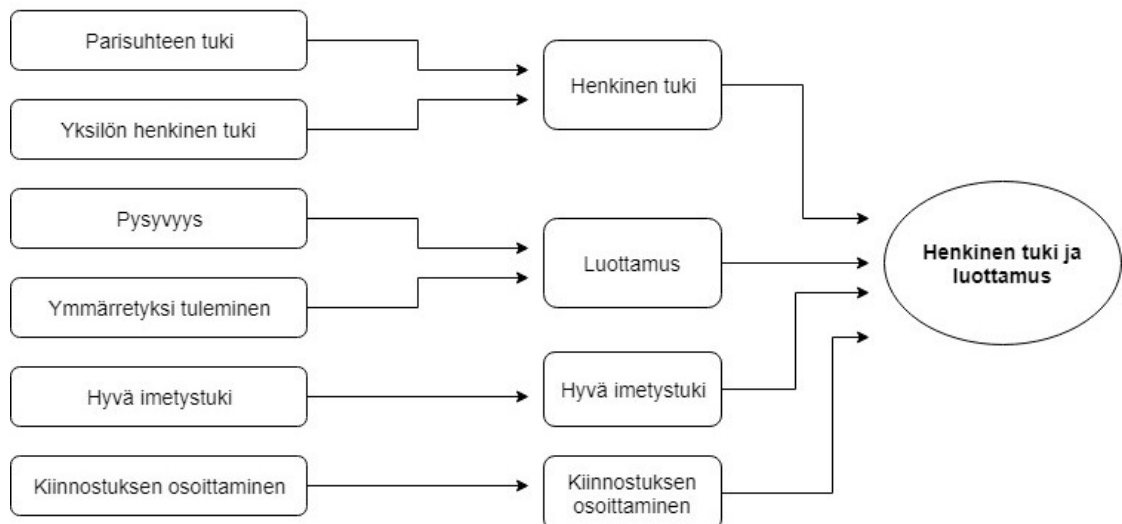 Parisuhteen tuki
Yksilön henkinen tuki
Pysyvyys
Ymmärretyksi tuleminen
Hyvä imetystuki
Kiinnostuksen osoittaminen
Henkinen tuki
Luottamus
Hyvä imetystuki
Kiinnostuksen
osoittaminen
Henkinen tuki ja
luottamus